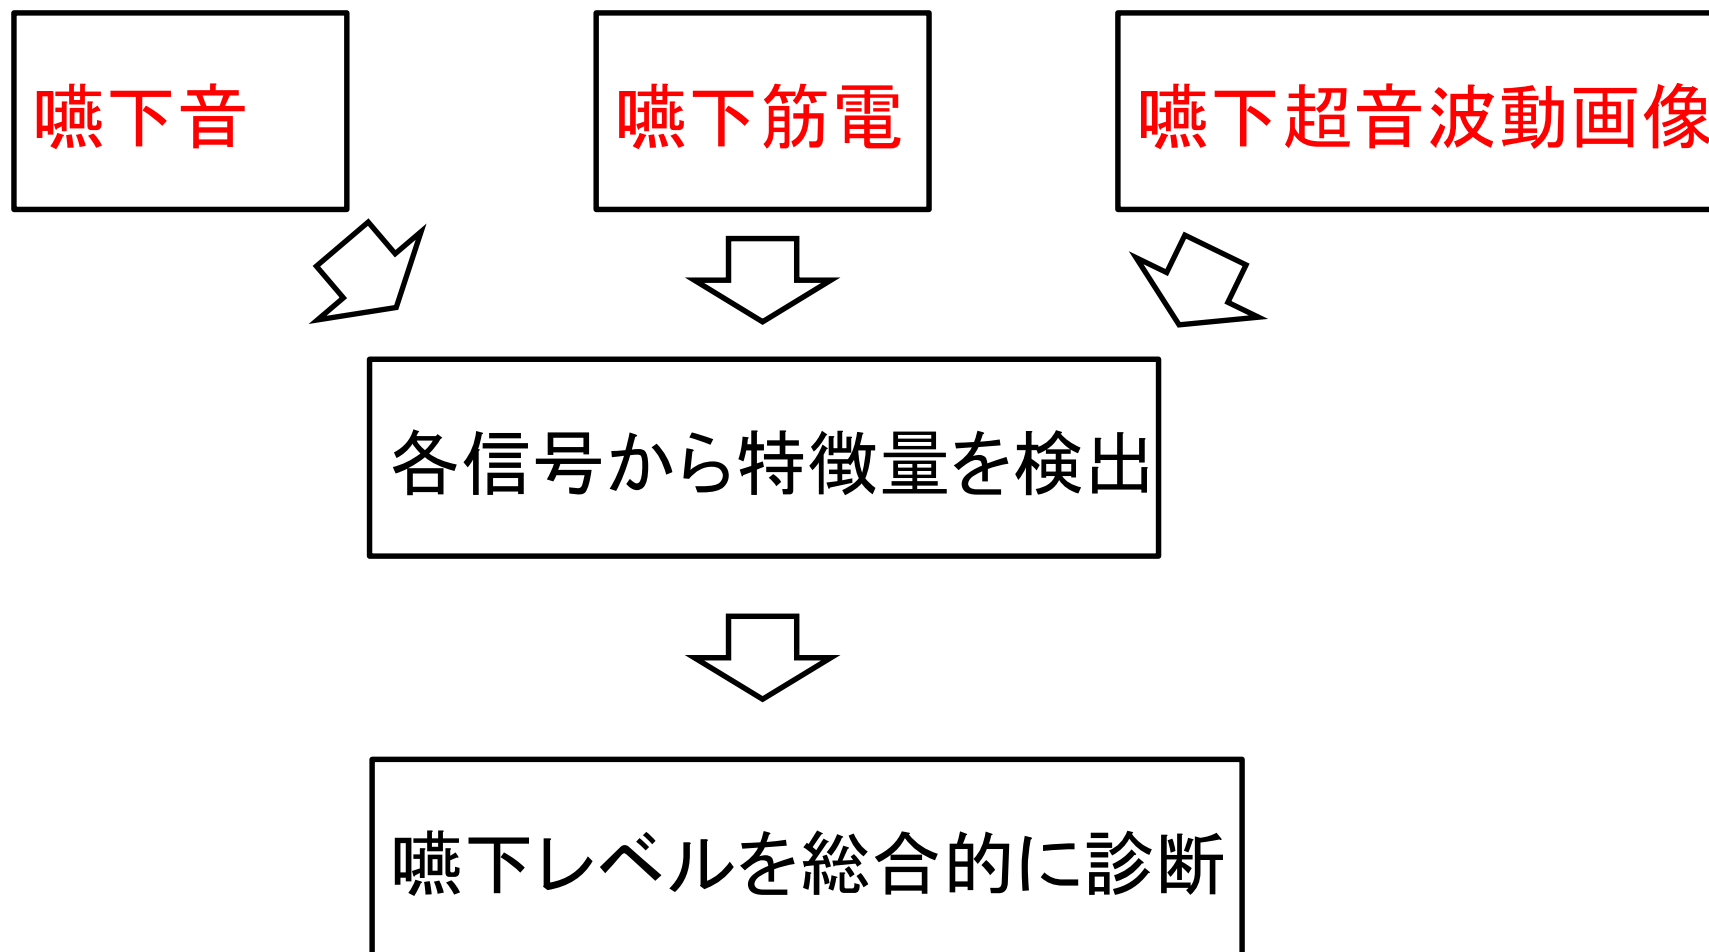 嚥下音
嚥下筋電
嚥下超音波動画像
各信号から特徴量を検出
嚥下レベルを総合的に診断